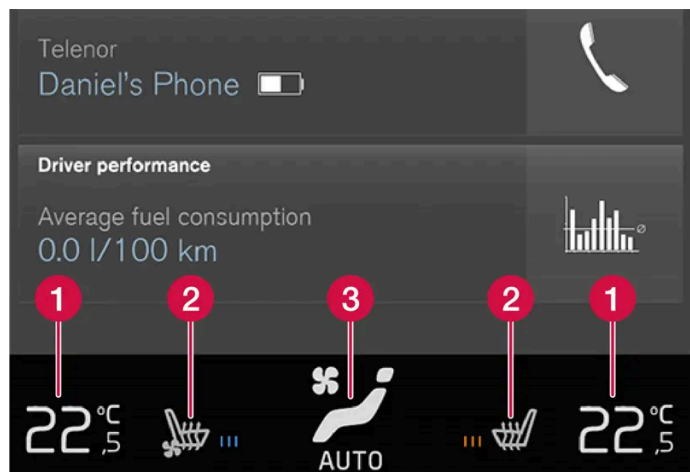 Telenor
Daniel's Phone
Driver performance
Average fuel consumption
0.0 l/100 km
1 2 3 2 1
22,5 °C 22,5 °C
AUTO